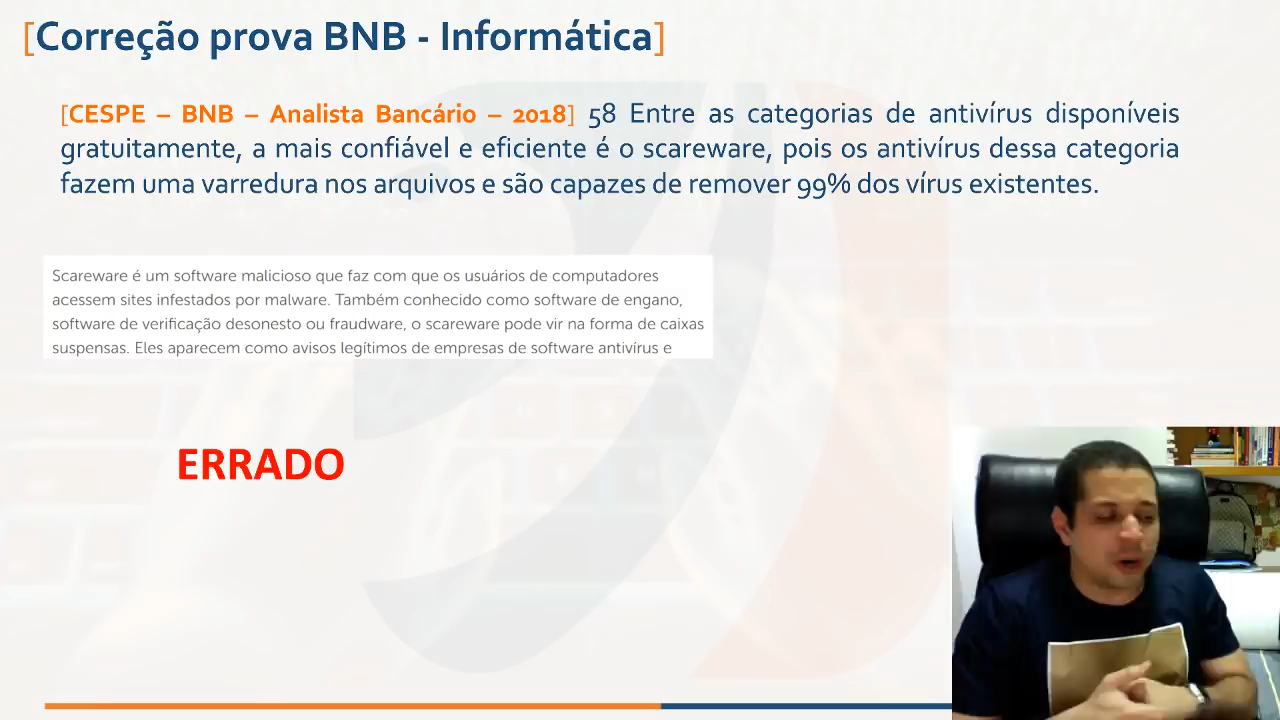 [Correção prova BNB - Informática]
[CESPE – BNB – Analista Bancário – 2018] 58 Entre as categorias de antivírus disponíveis
gratuitamente, a mais confiável e eficiente é o scareware, pois os antivírus dessa categoria
fazem uma varredura nos arquivos e são capazes de remover 99% dos vírus existentes.
Scareware é um software malicioso que faz com que os usuários de computadores
acessem sites infestados por malware. Também conhecido como software de engano,
software de verificação desonesto ou fraudware, o scareware pode vir na forma de caixas
suspensas. Eles aparecem como avisos legítimos de empresas de software antivírus e
ERRADO